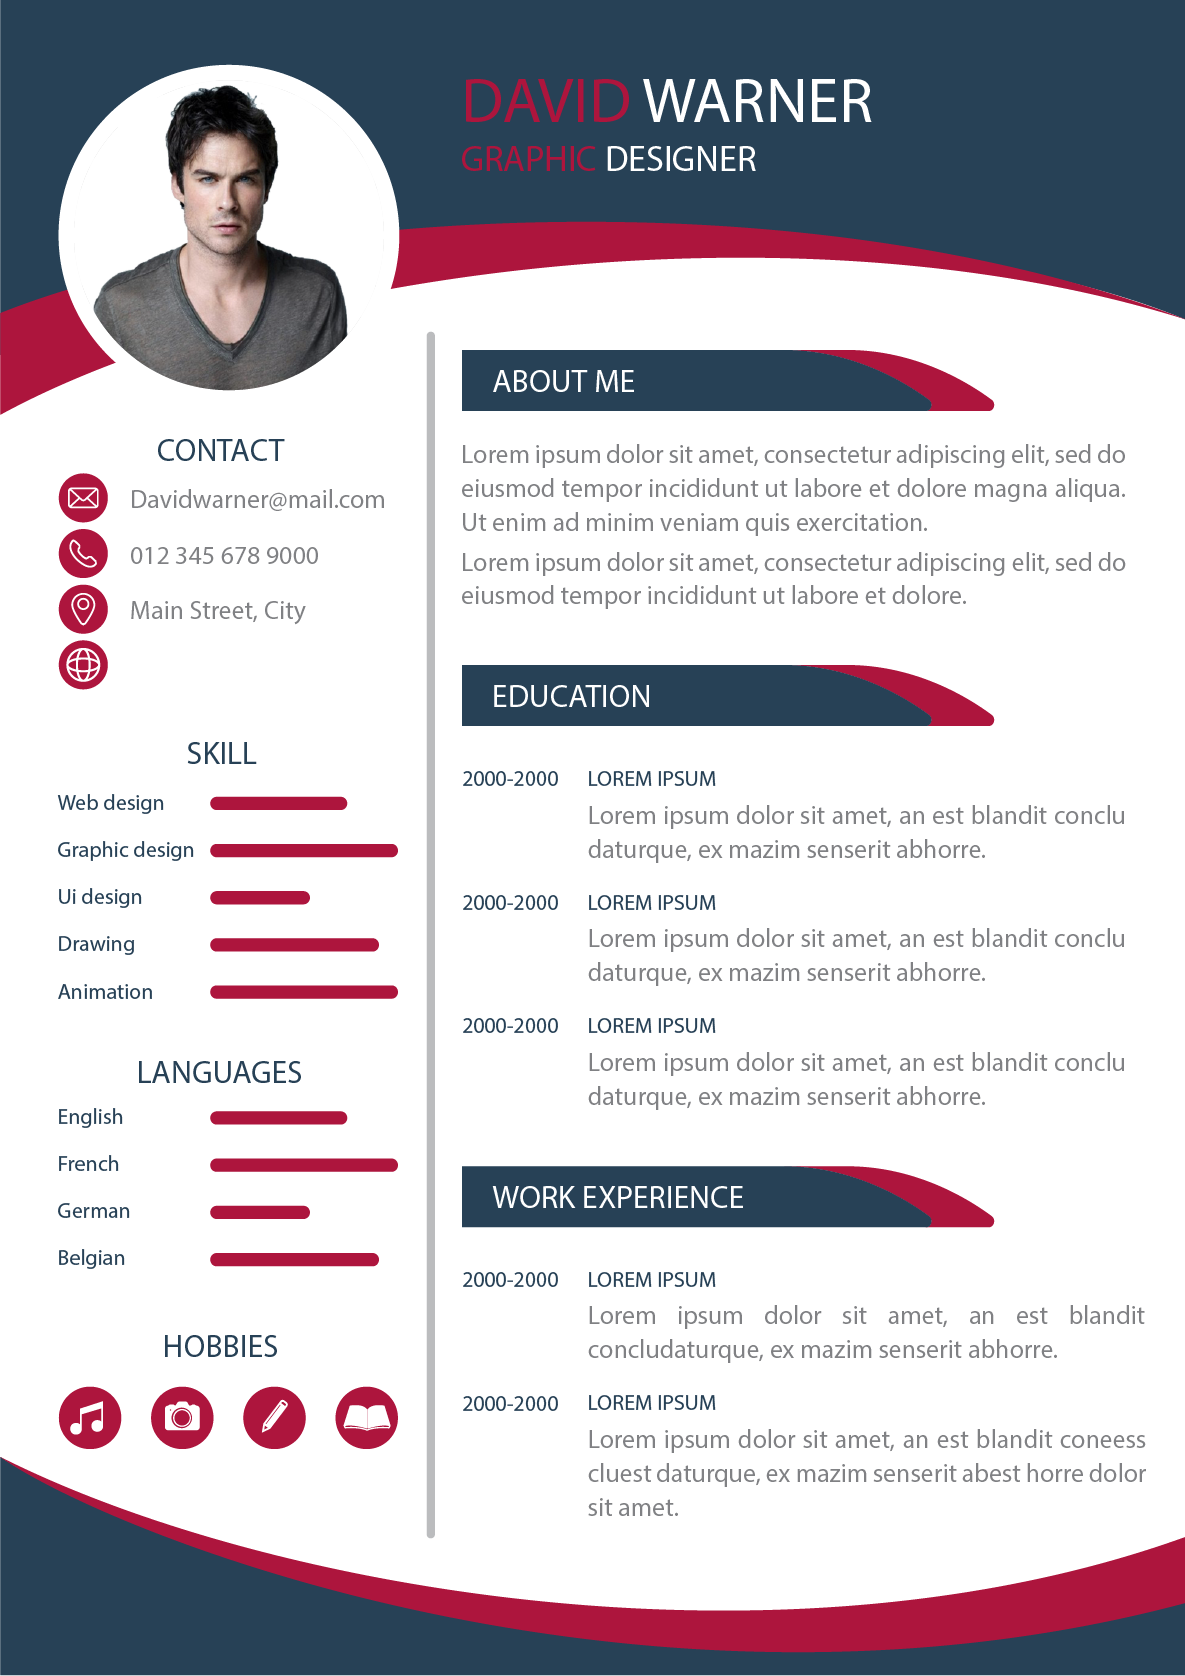 DAVID WARNER
GRAPHIC DESIGNER
CONTACT
Davidwarner@mail.com
012 345 678 9000
Main Street, City
SKILL
Web design
Graphic design
Ui design
Drawing
Animation
LANGUAGES
English
French
German
Belgian
HOBBIES
ABOUT ME
Lorem ipsum dolor sit amet, consectetur adipiscing elit, sed do
eiusmod tempor incididunt ut labore et dolore magna aliqua.
Ut enim ad minim veniam quis exercitation.
Lorem ipsum dolor sit amet, consectetur adipiscing elit, sed do
eiusmod tempor incididunt ut labore et dolore.
EDUCATION
2000-2000 LOREM IPSUM
Lorem ipsum dolor sit amet, an est blandit conclu
daturque, ex mazim senserit abhorre.
2000-2000 LOREM IPSUM
Lorem ipsum dolor sit amet, an est blandit conclu
daturque, ex mazim senserit abhorre.
2000-2000 LOREM IPSUM
Lorem ipsum dolor sit amet, an est blandit conclu
daturque, ex mazim senserit abhorre.
WORK EXPERIENCE
2000-2000 LOREM IPSUM
Lorem ipsum dolor sit amet, an est blandit
concludaturque, ex mazim senserit abhorre.
2000-2000 LOREM IPSUM
Lorem ipsum dolor sit amet, an est blandit coneess
cluest daturque, ex mazim senserit abest horre dolor
sit amet.